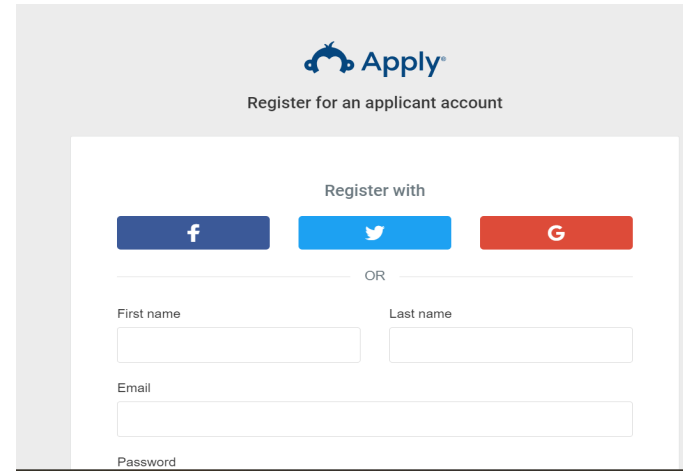 Apply
Register for an applicant account
Register with
OR
First name Last name
Email
Password